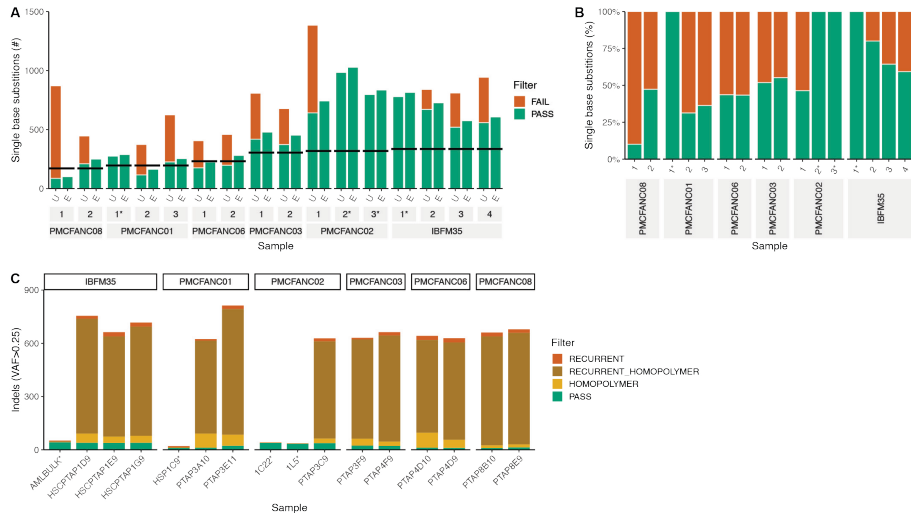 A
Single base substitions (#)
1500
1000
500
0
Filter
FAIL
PASS
U E U E U E U E U E U E U E U E U E U E U E U E U E U E U E U E
1 2 1* 2 3 1 2 1 2 1 2* 3* 1* 2 3 4
PMCFANC08 PMCFANC01 PMCFANC06 PMCFANC03 PMCFANC02 IBFM35
Sample
B
Single base substitions (%)
100%
75%
50%
25%
0%
1 2 1* 2 3 1 2 1 2 1 2* 3* 1* 2 3 4
PMCFANC08 PMCFANC01 PMCFANC06 PMCFANC03 PMCFANC02 IBFM35
Sample
C
IBFM35 PMCFANC01 PMCFANC02 PMCFANC03 PMCFANC06 PMCFANC08
Indels (VAF>0.25)
900
600
300
0
Filter
RECURRENT
RECURRENT_HOMOPOLYMER
HOMOPOLYMER
PASS
AMLBULK* HSCPTAP1D9 HSCPTAP1E9 HSCPTAP1G9 HSP1C9* PTAP3A10 PTAP3E11 1C22* 1L5* PTAP3C9 PTAP3F9 PTAP4F9 PTAP4D10 PTAP4D9 PTAP8B10 PTAP8E9
Sample